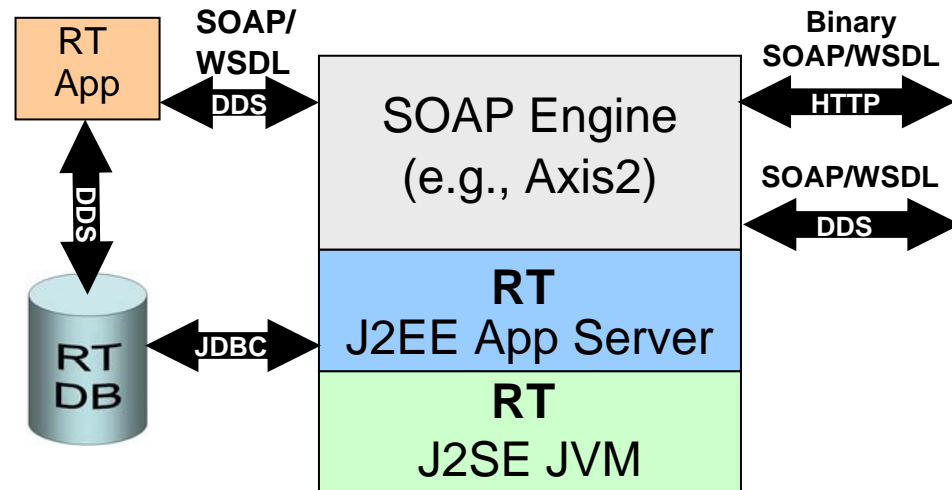 RT
App
SOAP/
WSDL
DDS
DDS
RT
DB
JDBC
SOAP Engine
(e.g., Axis2)
RT
J2EE App Server
RT
J2SE JVM
Binary
SOAP/WSDL
HTTP
SOAP/WSDL
DDS